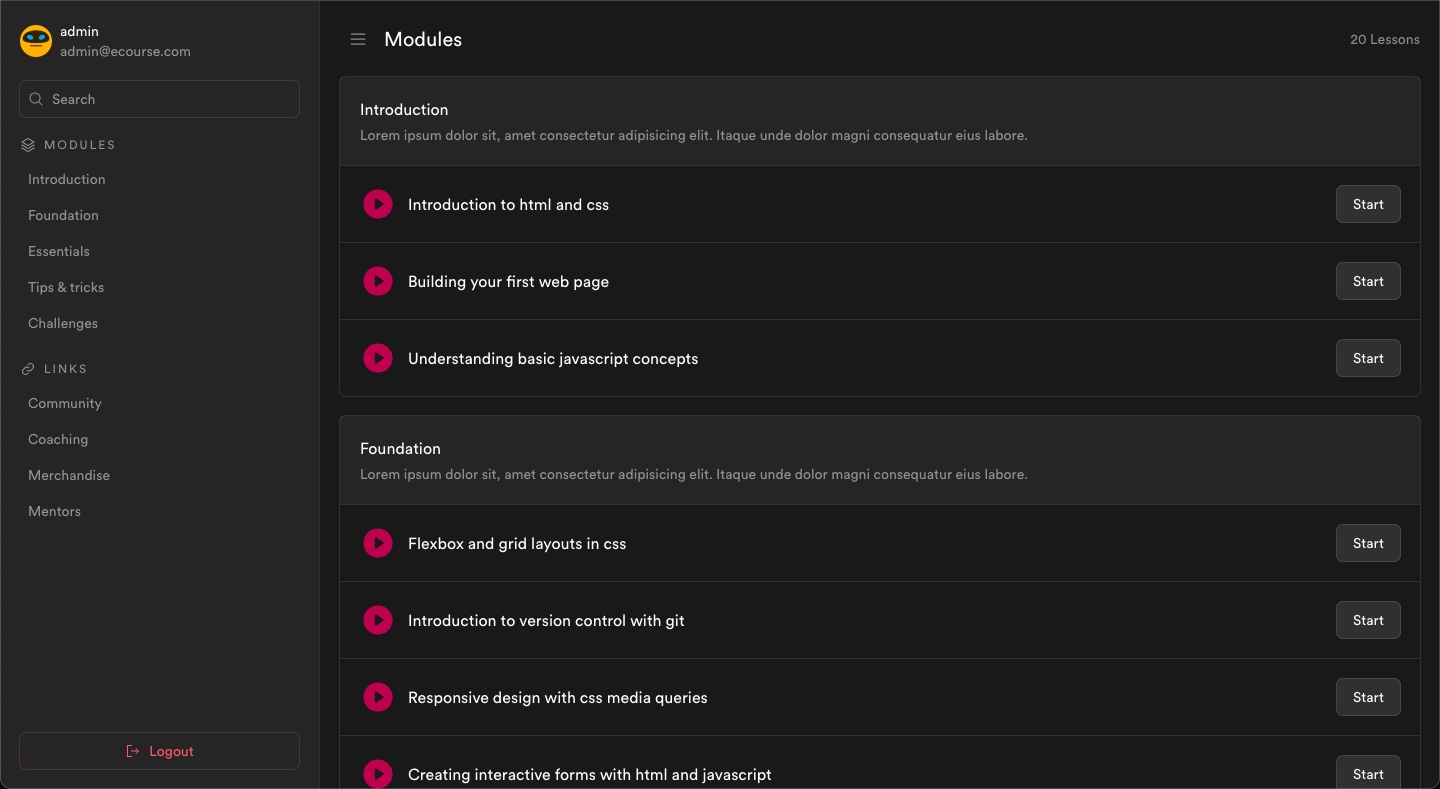 admin
admin@ecourse.com
Search
MODULES
Introduction
Foundation
Essentials
Tips & tricks
Challenges
LINKS
Community
Coaching
Merchandise
Mentors
Logout
Modules
20 Lessons
Introduction
Lorem ipsum dolor sit, amet consectetur adipisicing elit. Itaque unde dolor magni consequatur eius labore.
Introduction to html and css
Start
Building your first web page
Start
Understanding basic javascript concepts
Start
Foundation
Lorem ipsum dolor sit, amet consectetur adipisicing elit. Itaque unde dolor magni consequatur eius labore.
Flexbox and grid layouts in css
Start
Introduction to version control with git
Start
Responsive design with css media queries
Start
Creating interactive forms with html and javascript
Start